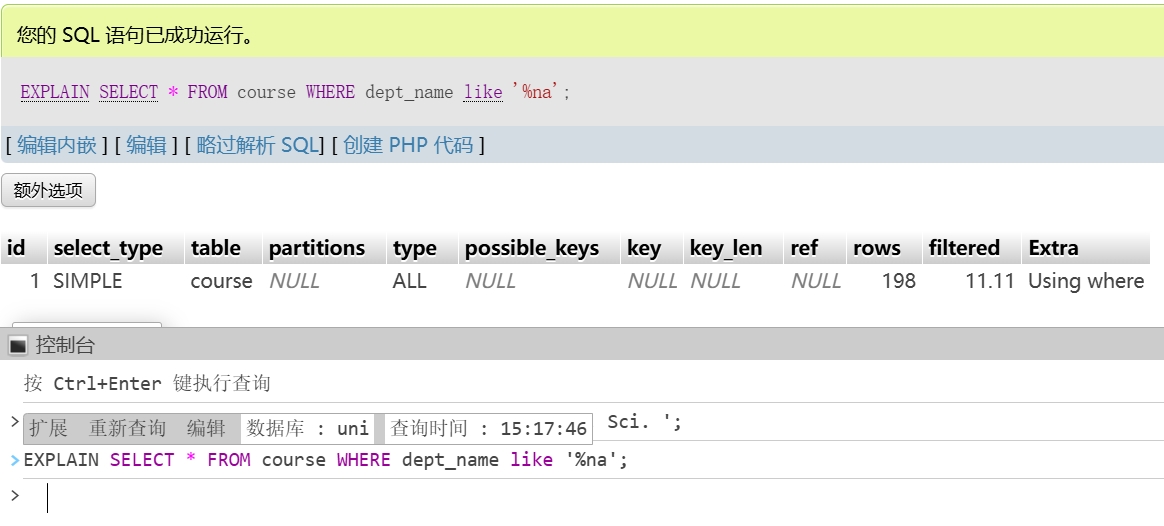 您的 SQL 语句已成功运行。
EXPLAIN SELECT * FROM course WHERE dept_name like '%na';
[ 编辑内嵌 ] [ 编辑 ] [ 略过解析 SQL] [ 创建 PHP 代码 ]
额外选项
id select_type table partitions type possible_keys key key_len ref rows filtered Extra
1 SIMPLE course NULL ALL NULL NULL NULL NULL 198 11.11 Using where
控制台
按 Ctrl+Enter 键执行查询
> 扩展 重新查询 编辑 数据库 : uni 查询时间 : 15:17:46 Sci. ';
>EXPLAIN SELECT * FROM course WHERE dept_name like '%na';
>